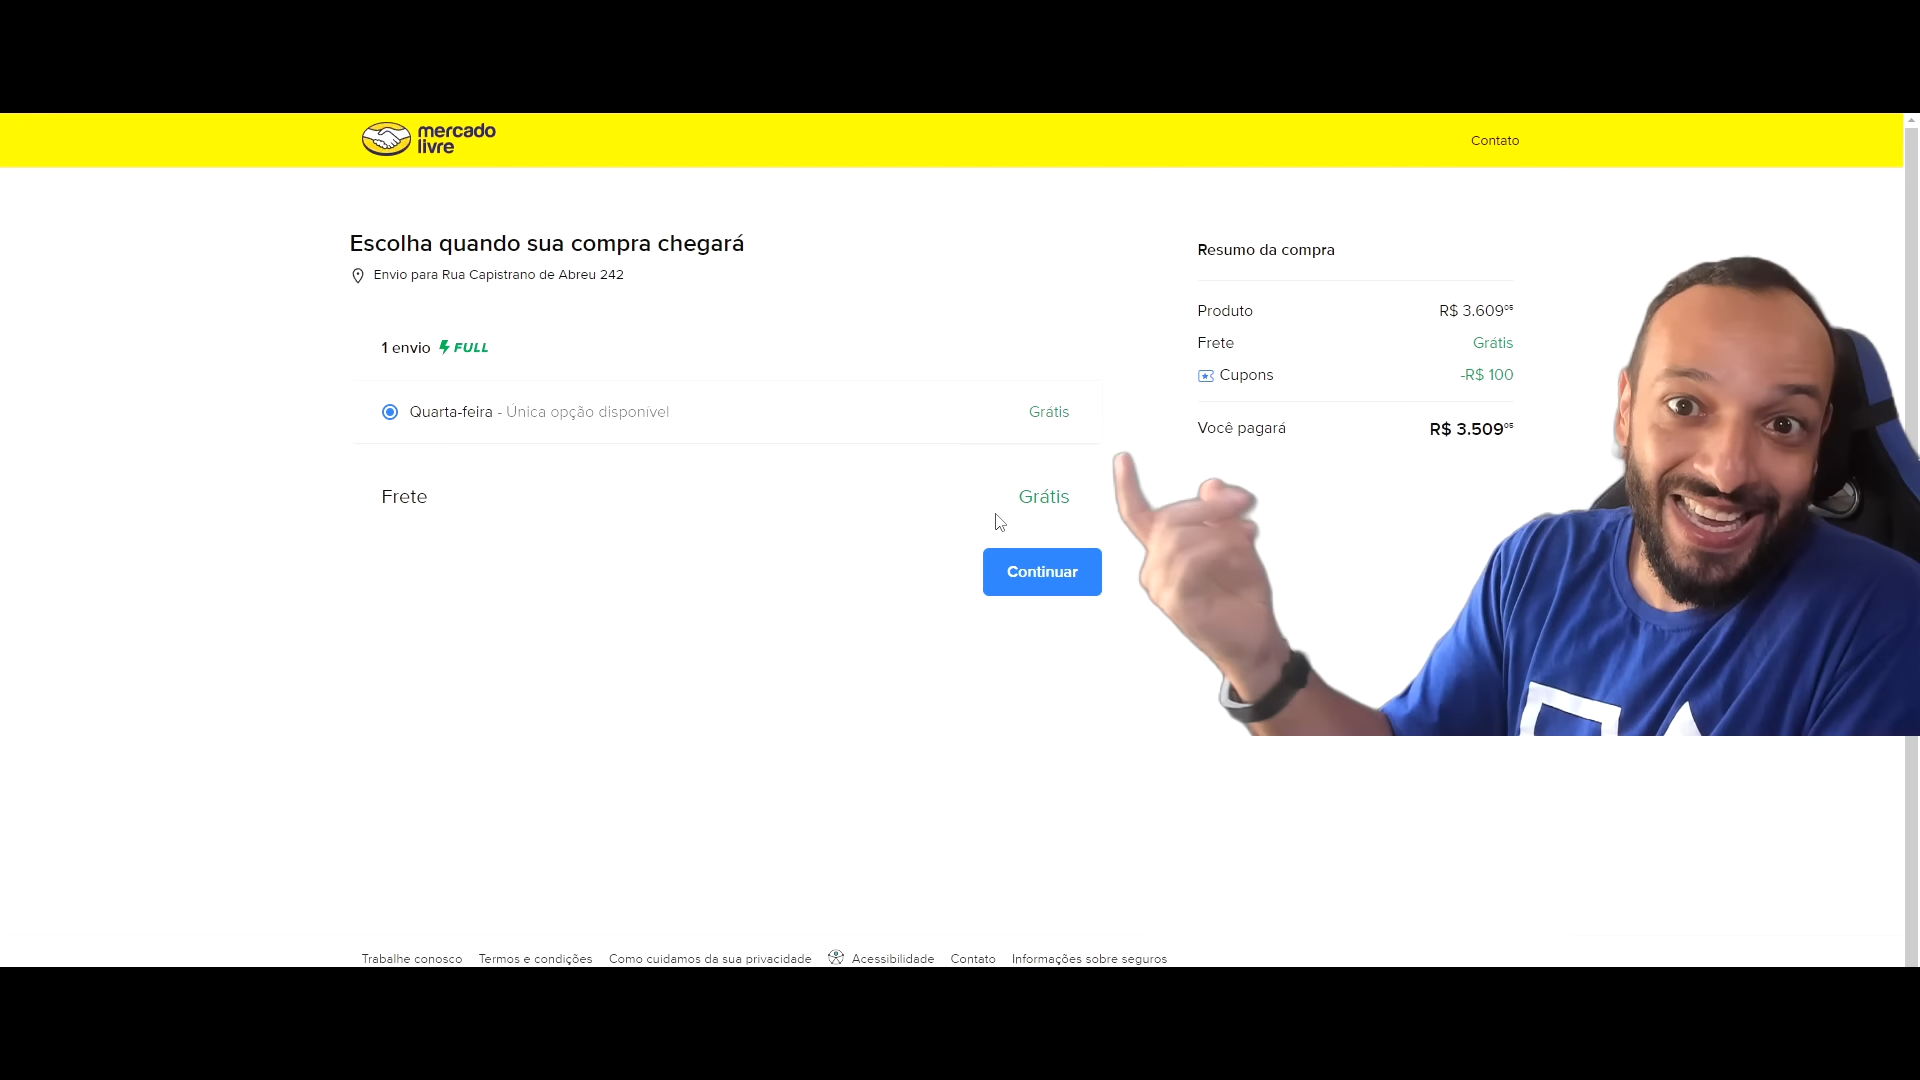 mercado
livre
Contato
Escolha quando sua compra chegará
Envio para Rua Capistrano de Abreu 242
1 envio FULL
Quarta-feira - Única opção disponível Grátis
Frete Grátis
Continuar
Resumo da compra
Produto R$ 3.609⁰⁵
Frete Grátis
Cupons -R$ 100
Você pagará R$ 3.509⁰⁵
Trabalhe conosco Termos e condições Como cuidamos da sua privacidade Acessibilidade Contato Informações sobre seguros